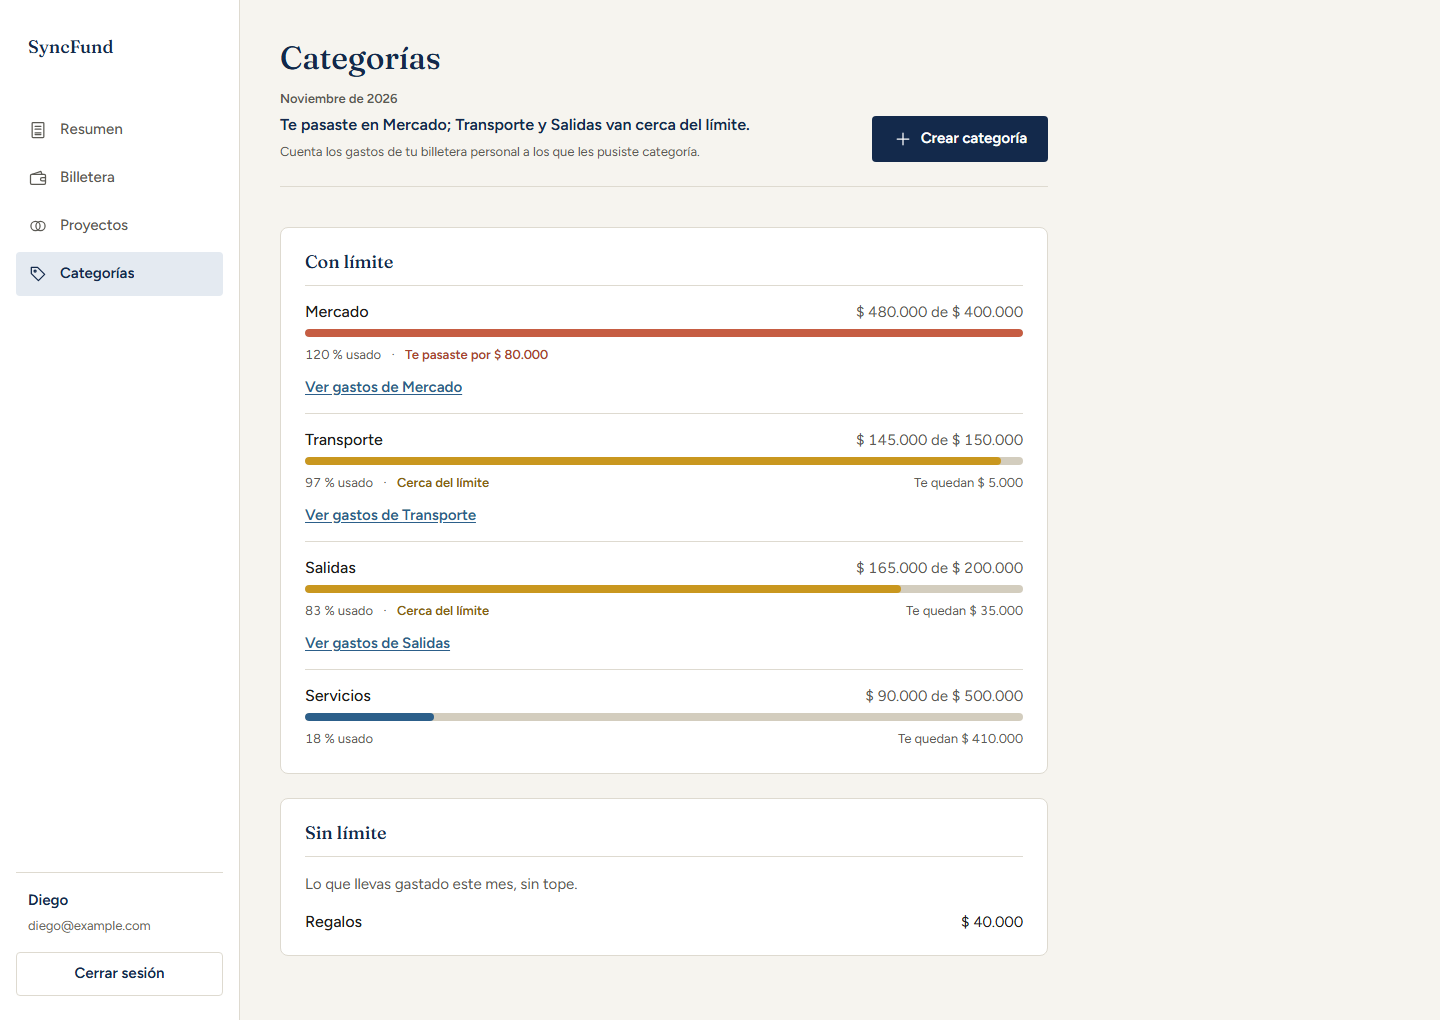 SyncFund
Resumen
Billetera
Proyectos
Categorías
Diego
diego@example.com
Cerrar sesión
Categorías
Noviembre de 2026
Te pasaste en Mercado; Transporte y Salidas van cerca del límite.
Cuenta los gastos de tu billetera personal a los que les pusiste categoría.
Crear categoría
Con límite
Mercado $ 480.000 de $ 400.000
120 % usado · Te pasaste por $ 80.000
Ver gastos de Mercado
Transporte $ 145.000 de $ 150.000
97 % usado · Cerca del límite Te quedan $ 5.000
Ver gastos de Transporte
Salidas $ 165.000 de $ 200.000
83 % usado · Cerca del límite Te quedan $ 35.000
Ver gastos de Salidas
Servicios $ 90.000 de $ 500.000
18 % usado Te quedan $ 410.000
Sin límite
Lo que llevas gastado este mes, sin tope.
Regalos $ 40.000